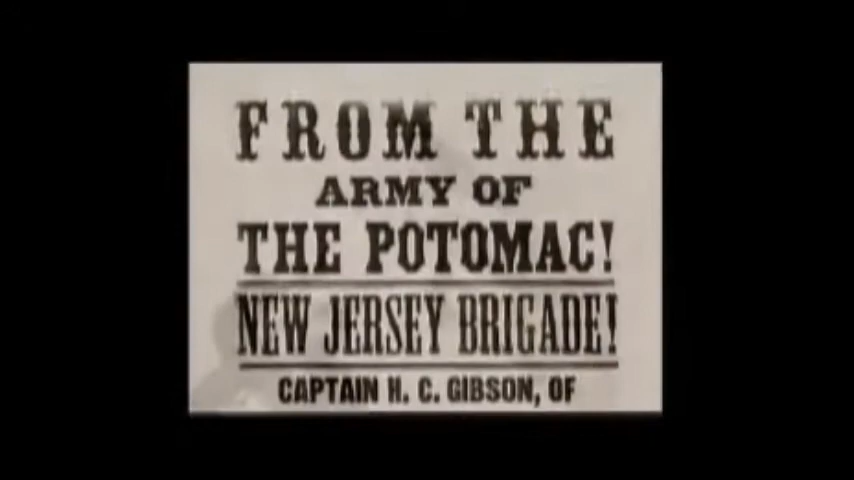 FROM THE
ARMY OF
THE POTOMAC!
NEW JERSEY BRIGADE!
CAPTAIN H. C. GIBSON, OF